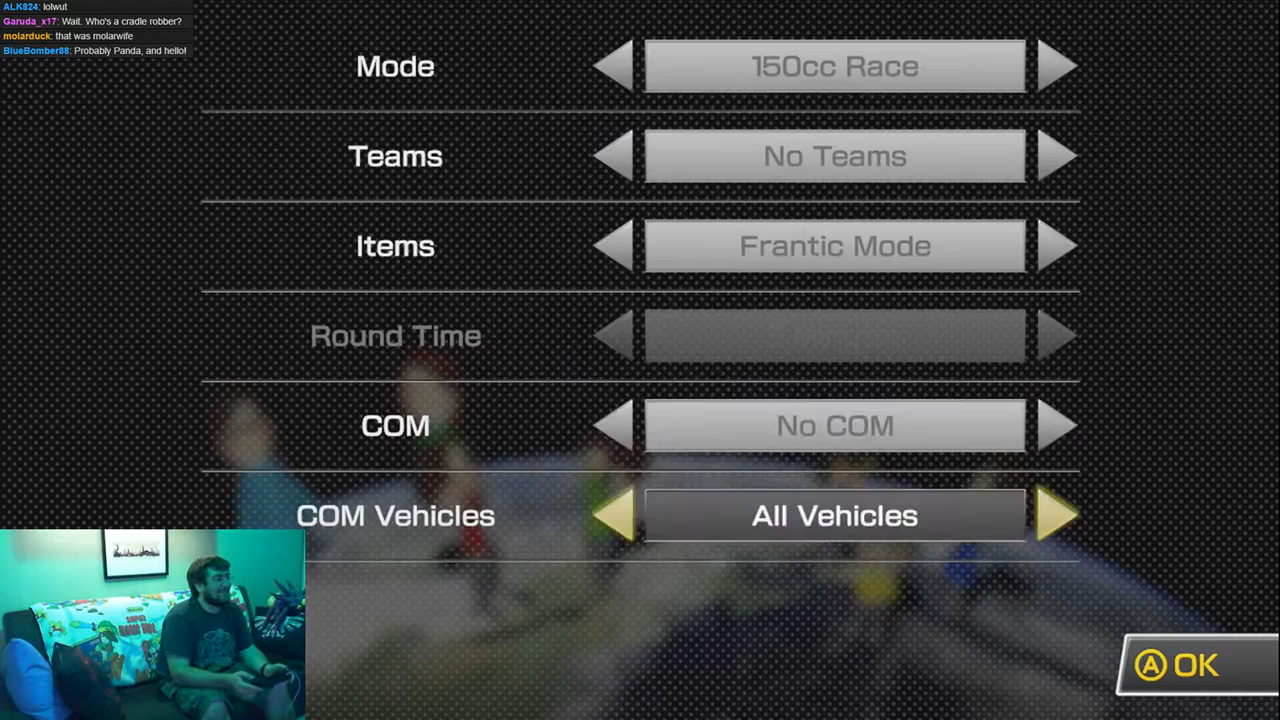 ALK824: lolwut
Garuda_x17: Wait. Who's a cradle robber?
molarduck: that was molarwife
BlueBomber88: Probably Panda, and hello!
Mode
150cc Race
Teams
No Teams
Items
Frantic Mode
Round Time
COM
No COM
COM Vehicles
All Vehicles
A OK